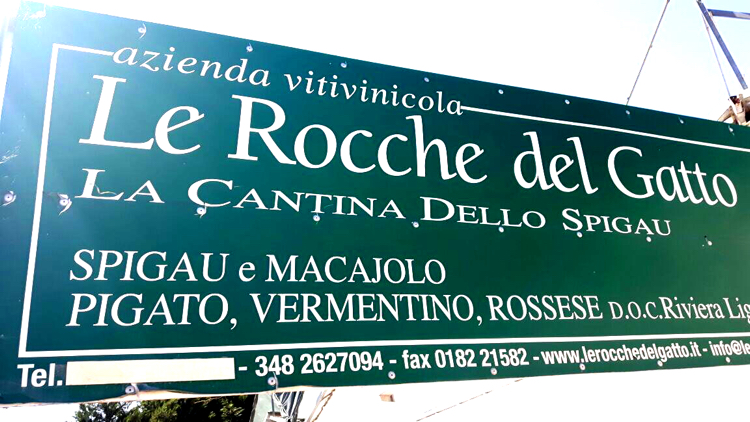 azienda vitivinicola
Le Rocche del Gatto
La Cantina Dello Spigau
SPIGAU e MACAJOLO
PIGATO, VERMENTINO, ROSSESE D.O.C. Riviera Lig
Tel. - 348 2627094 - fax 0182 21582 - www.lerocchedelgatto.it - info@le